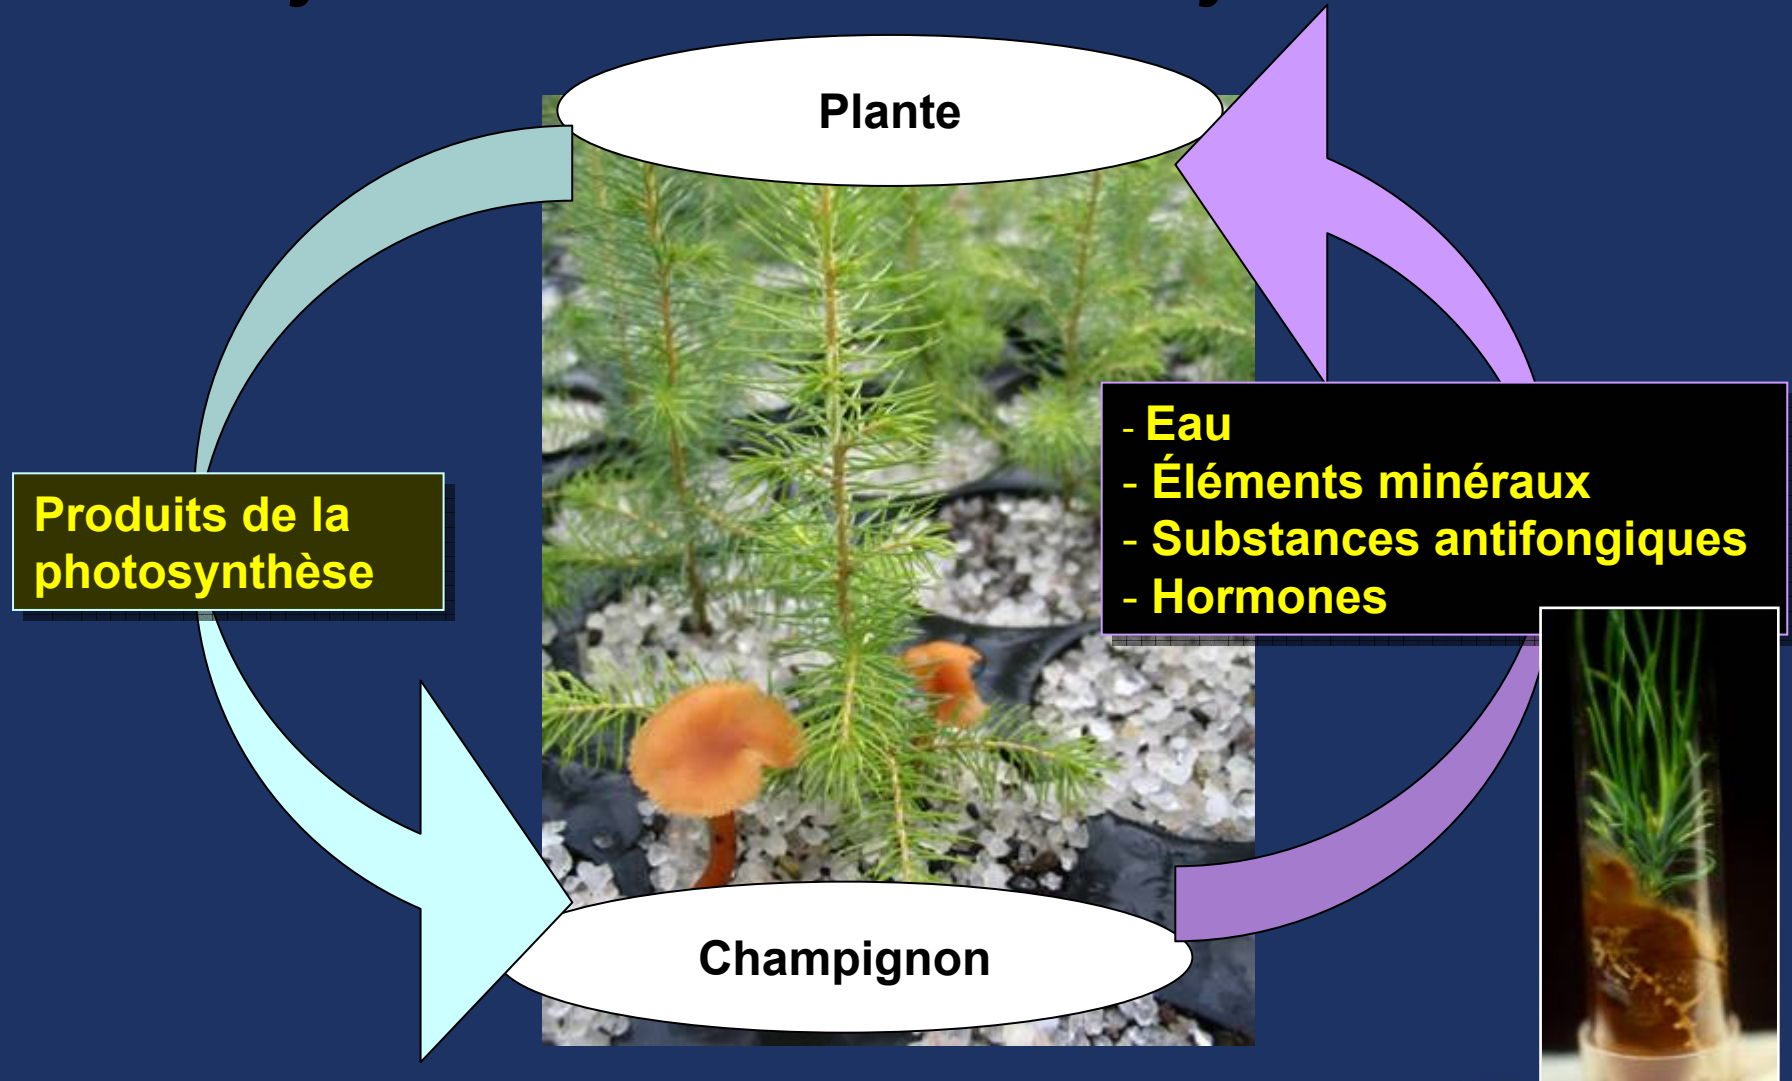 Plante
Produits de la
photosynthèse
- Eau
- Éléments minéraux
- Substances antifongiques
- Hormones
Champignon